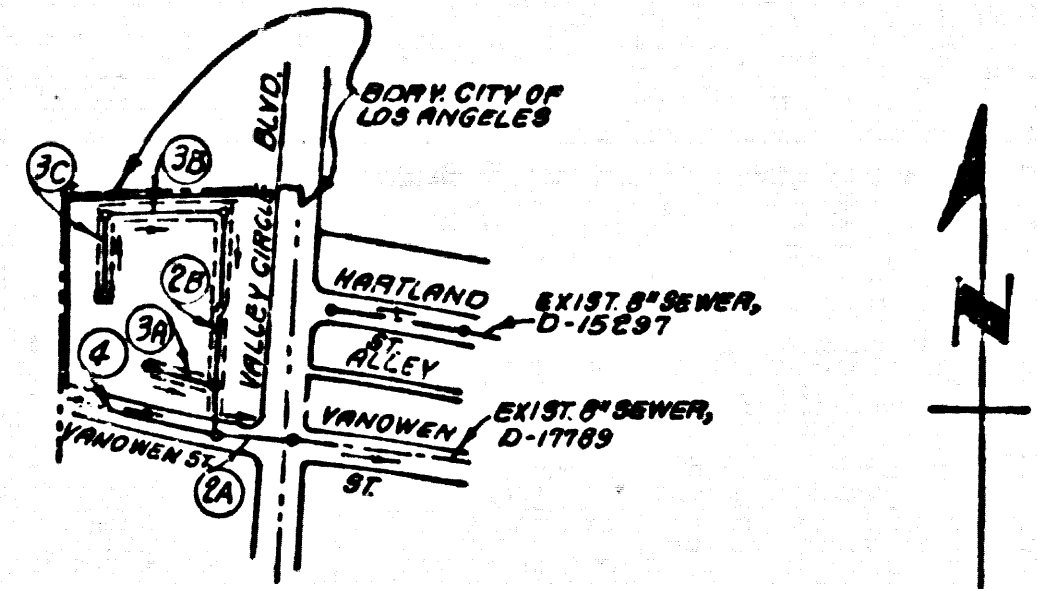 BDRY. CITY OF
LOS ANGELES
BLVD.
VALLEY CIRCLE
3C
3B
2B
3A
4
HARTLAND
ST.
EXIST. 8" SEWER,
D-15297
ALLEY
VANOWEN
ST.
EXIST. 8" SEWER,
D-17789
VANOWEN ST.
2A
N